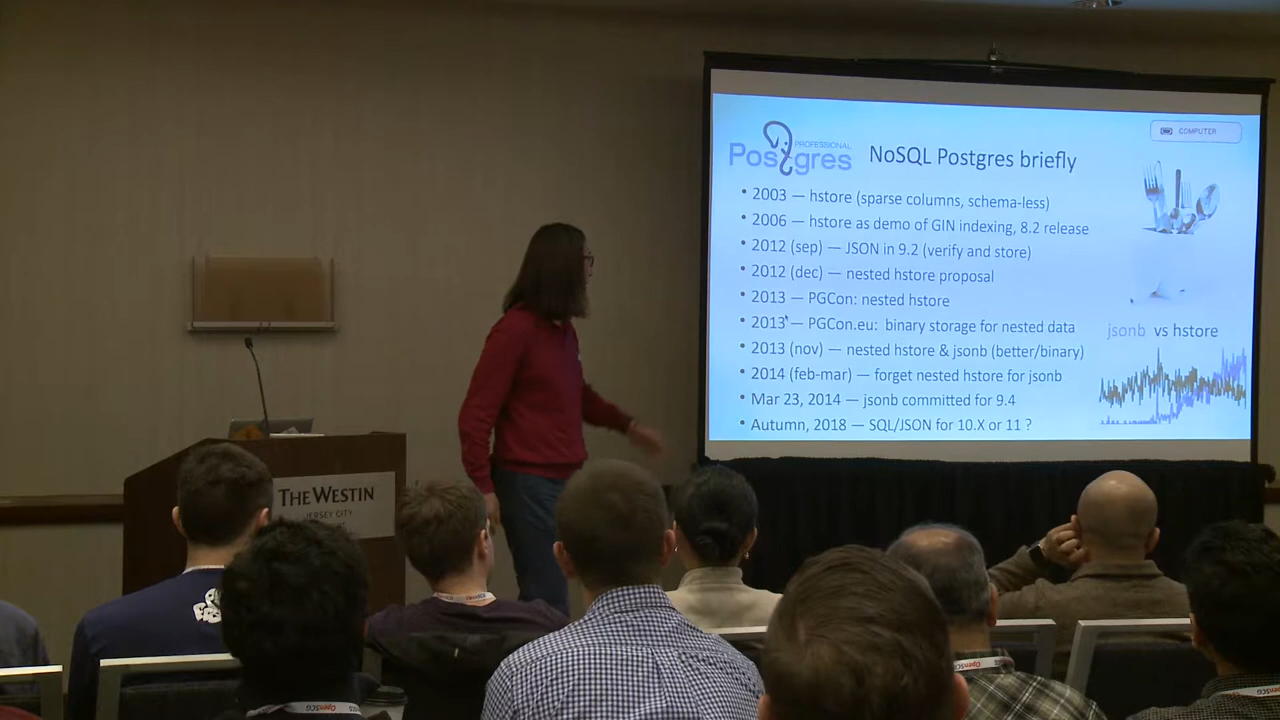 COMPUTER
PROFESSIONAL
Postgres
NoSQL Postgres briefly
• 2003 — hstore (sparse columns, schema-less)
• 2006 — hstore as demo of GIN indexing, 8.2 release
• 2012 (sep) — JSON in 9.2 (verify and store)
• 2012 (dec) — nested hstore proposal
• 2013 — PGCon: nested hstore
• 2013 — PGCon.eu: binary storage for nested data
• 2013 (nov) — nested hstore & jsonb (better/binary)
• 2014 (feb-mar) — forget nested hstore for jsonb
• Mar 23, 2014 — jsonb committed for 9.4
• Autumn, 2018 — SQL/JSON for 10.X or 11 ?
jsonb vs hstore
THE WESTIN
JERSEY CITY
OpenSCG
OpenSCG